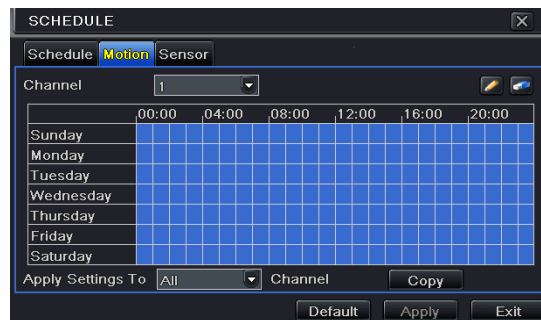 SCHEDULE
Schedule Motion Sensor
Channel 1
00:00 04:00 08:00 12:00 16:00 20:00
Sunday
Monday
Tuesday
Wednesday
Thursday
Friday
Saturday
Apply Settings To All Channel Copy
Default Apply Exit